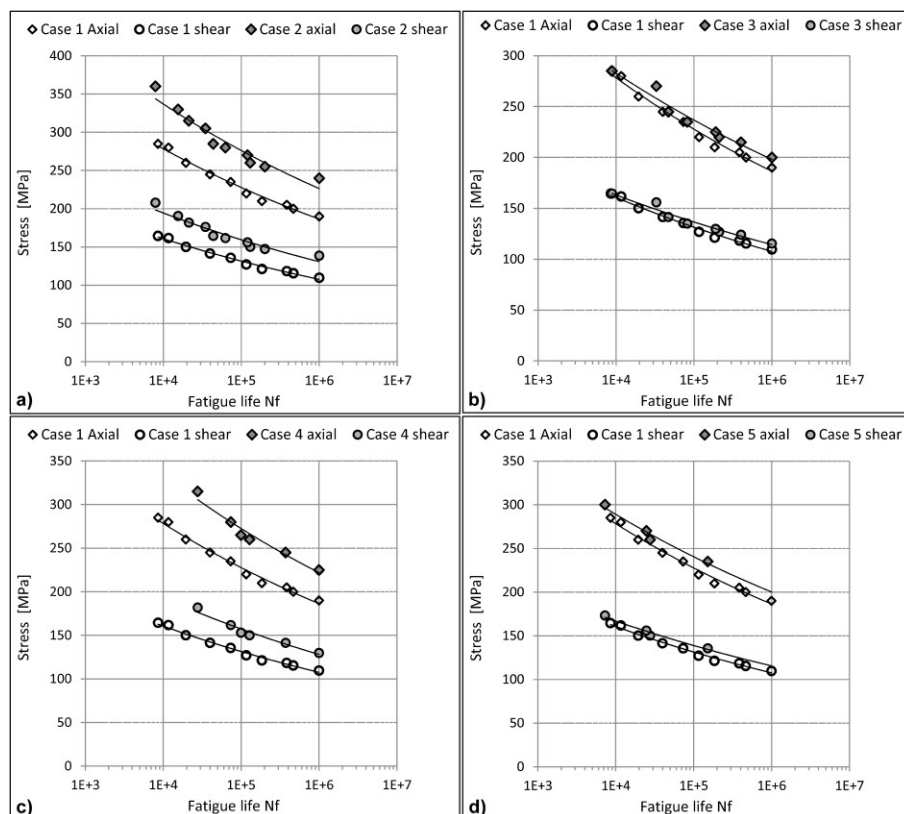 Case 1 Axial Case 1 shear Case 2 axial Case 2 shear
400
350
300
250
200
150
100
50
0
Stress [MPa]
1E+3 1E+4 1E+5 1E+6 1E+7
Fatigue life Nf
a)
Case 1 Axial Case 1 shear Case 3 axial Case 3 shear
300
250
200
150
100
50
0
Stress [MPa]
1E+3 1E+4 1E+5 1E+6 1E+7
Fatigue life Nf
b)
Case 1 Axial Case 1 shear Case 4 axial Case 4 shear
350
300
250
200
150
100
50
0
Stress [MPa]
1E+3 1E+4 1E+5 1E+6 1E+7
Fatigue life Nf
c)
Case 1 Axial Case 1 shear Case 5 axial Case 5 shear
350
300
250
200
150
100
50
0
Stress [MPa]
1E+3 1E+4 1E+5 1E+6 1E+7
Fatigue life Nf
d)